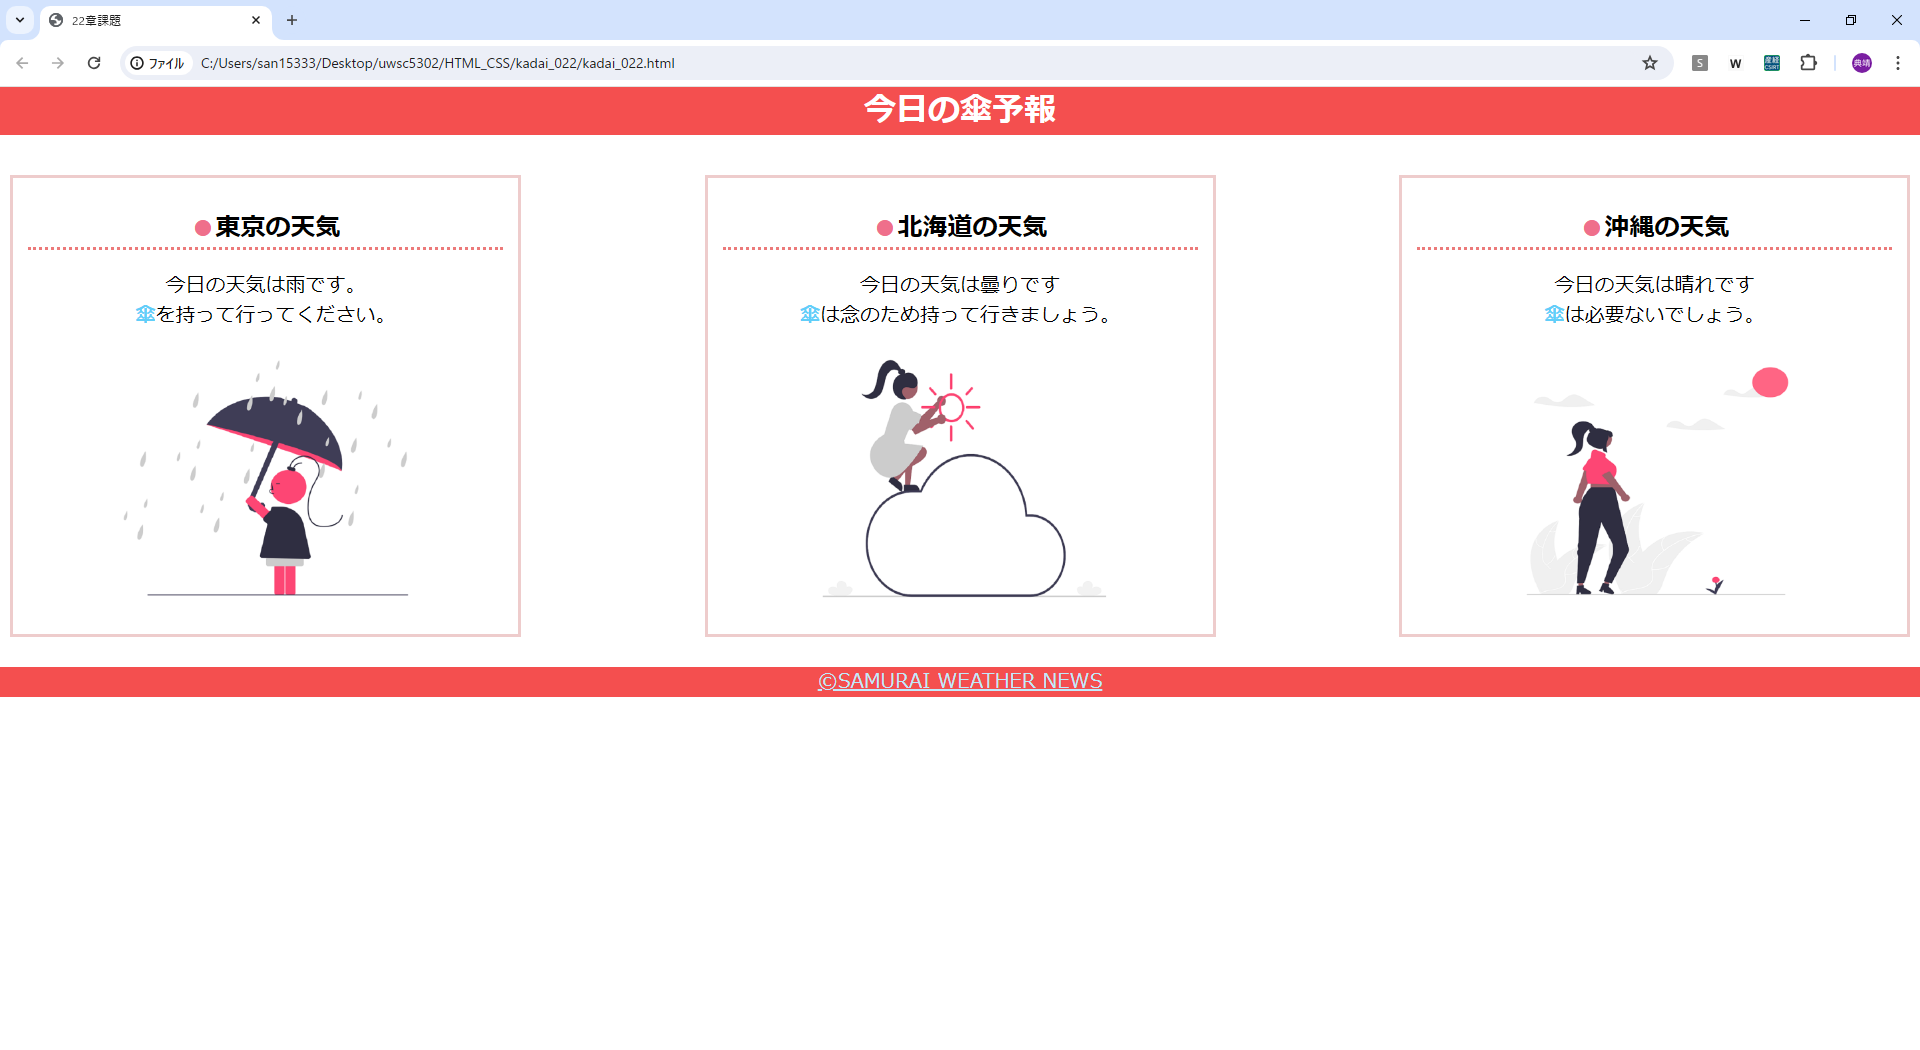 22章課題
ファイル
C:/Users/san15333/Desktop/uwsc5302/HTML_CSS/kadai_022/kadai_022.html
S
W
産経
CSIRT
典靖
今日の傘予報
東京の天気
今日の天気は雨です。
傘を持って行ってください。
北海道の天気
今日の天気は曇りです
傘は念のため持って行きましょう。
沖縄の天気
今日の天気は晴れです
傘は必要ないでしょう。
©SAMURAI WEATHER NEWS